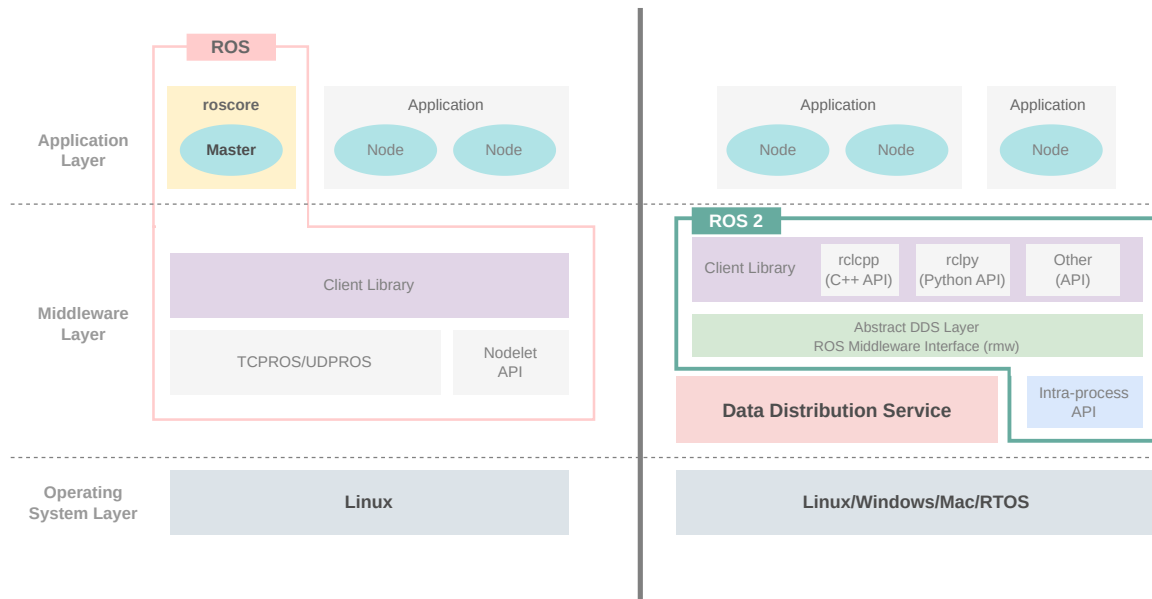 ROS
roscore
Master
Application
Node
Node
Application
Node
Node
Application
Node
Application
Layer
ROS 2
Middleware
Layer
Client Library
TCPROS/UDPROS
Nodelet
API
Client Library
rclcpp
(C++ API)
rclpy
(Python API)
Other
(API)
Abstract DDS Layer
ROS Middleware Interface (rmw)
Data Distribution Service
Intra-process
API
Operating
System Layer
Linux
Linux/Windows/Mac/RTOS